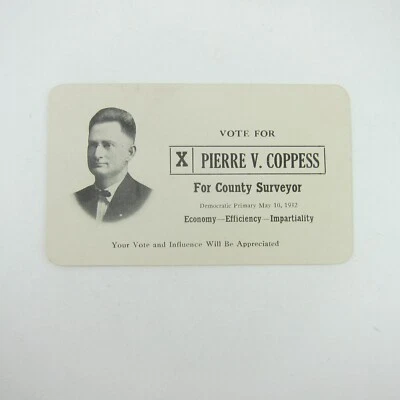 VOTE FOR
X PIERRE V. COPPESS
For County Surveyor
Democratic Primary May 10, 1932
Economy—Efficiency—Impartiality
Your Vote and Influence Will Be Appreciated